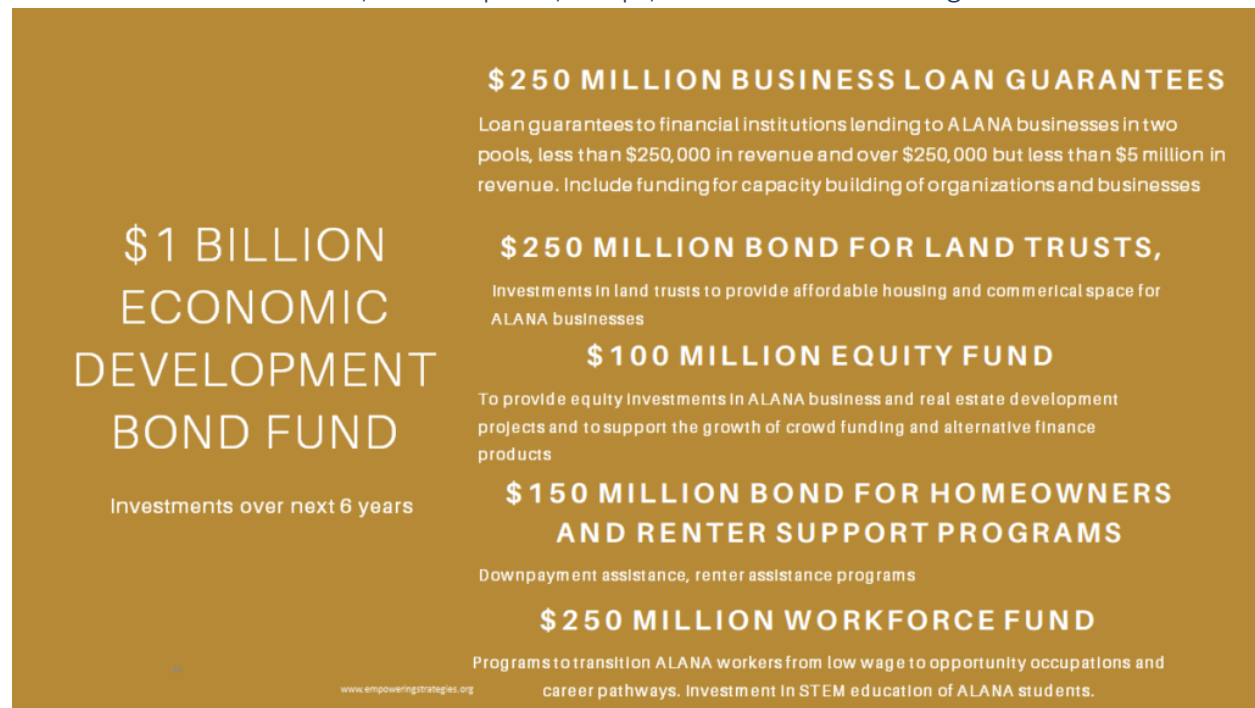 $1 BILLION
ECONOMIC
DEVELOPMENT
BOND FUND
Investments over next 6 years
$250 MILLION BUSINESS LOAN GUARANTEES
Loan guarantees to financial institutions lending to ALANA businesses in two
pools, less than $250,000 in revenue and over $250,000 but less than $5 million in
revenue. Include funding for capacity building of organizations and businesses
$250 MILLION BOND FOR LAND TRUSTS,
Investments in land trusts to provide affordable housing and commerical space for
ALANA businesses
$100 MILLION EQUITY FUND
To provide equity investments in ALANA business and real estate development
projects and to support the growth of crowd funding and alternative finance
products
$150 MILLION BOND FOR HOMEOWNERS
AND RENTER SUPPORT PROGRAMS
Downpayment assistance, renter assistance programs
$250 MILLION WORKFORCE FUND
Programs to transition ALANA workers from low wage to opportunity occupations and
career pathways. Investment in STEM education of ALANA students.
www.empoweringstrategies.org